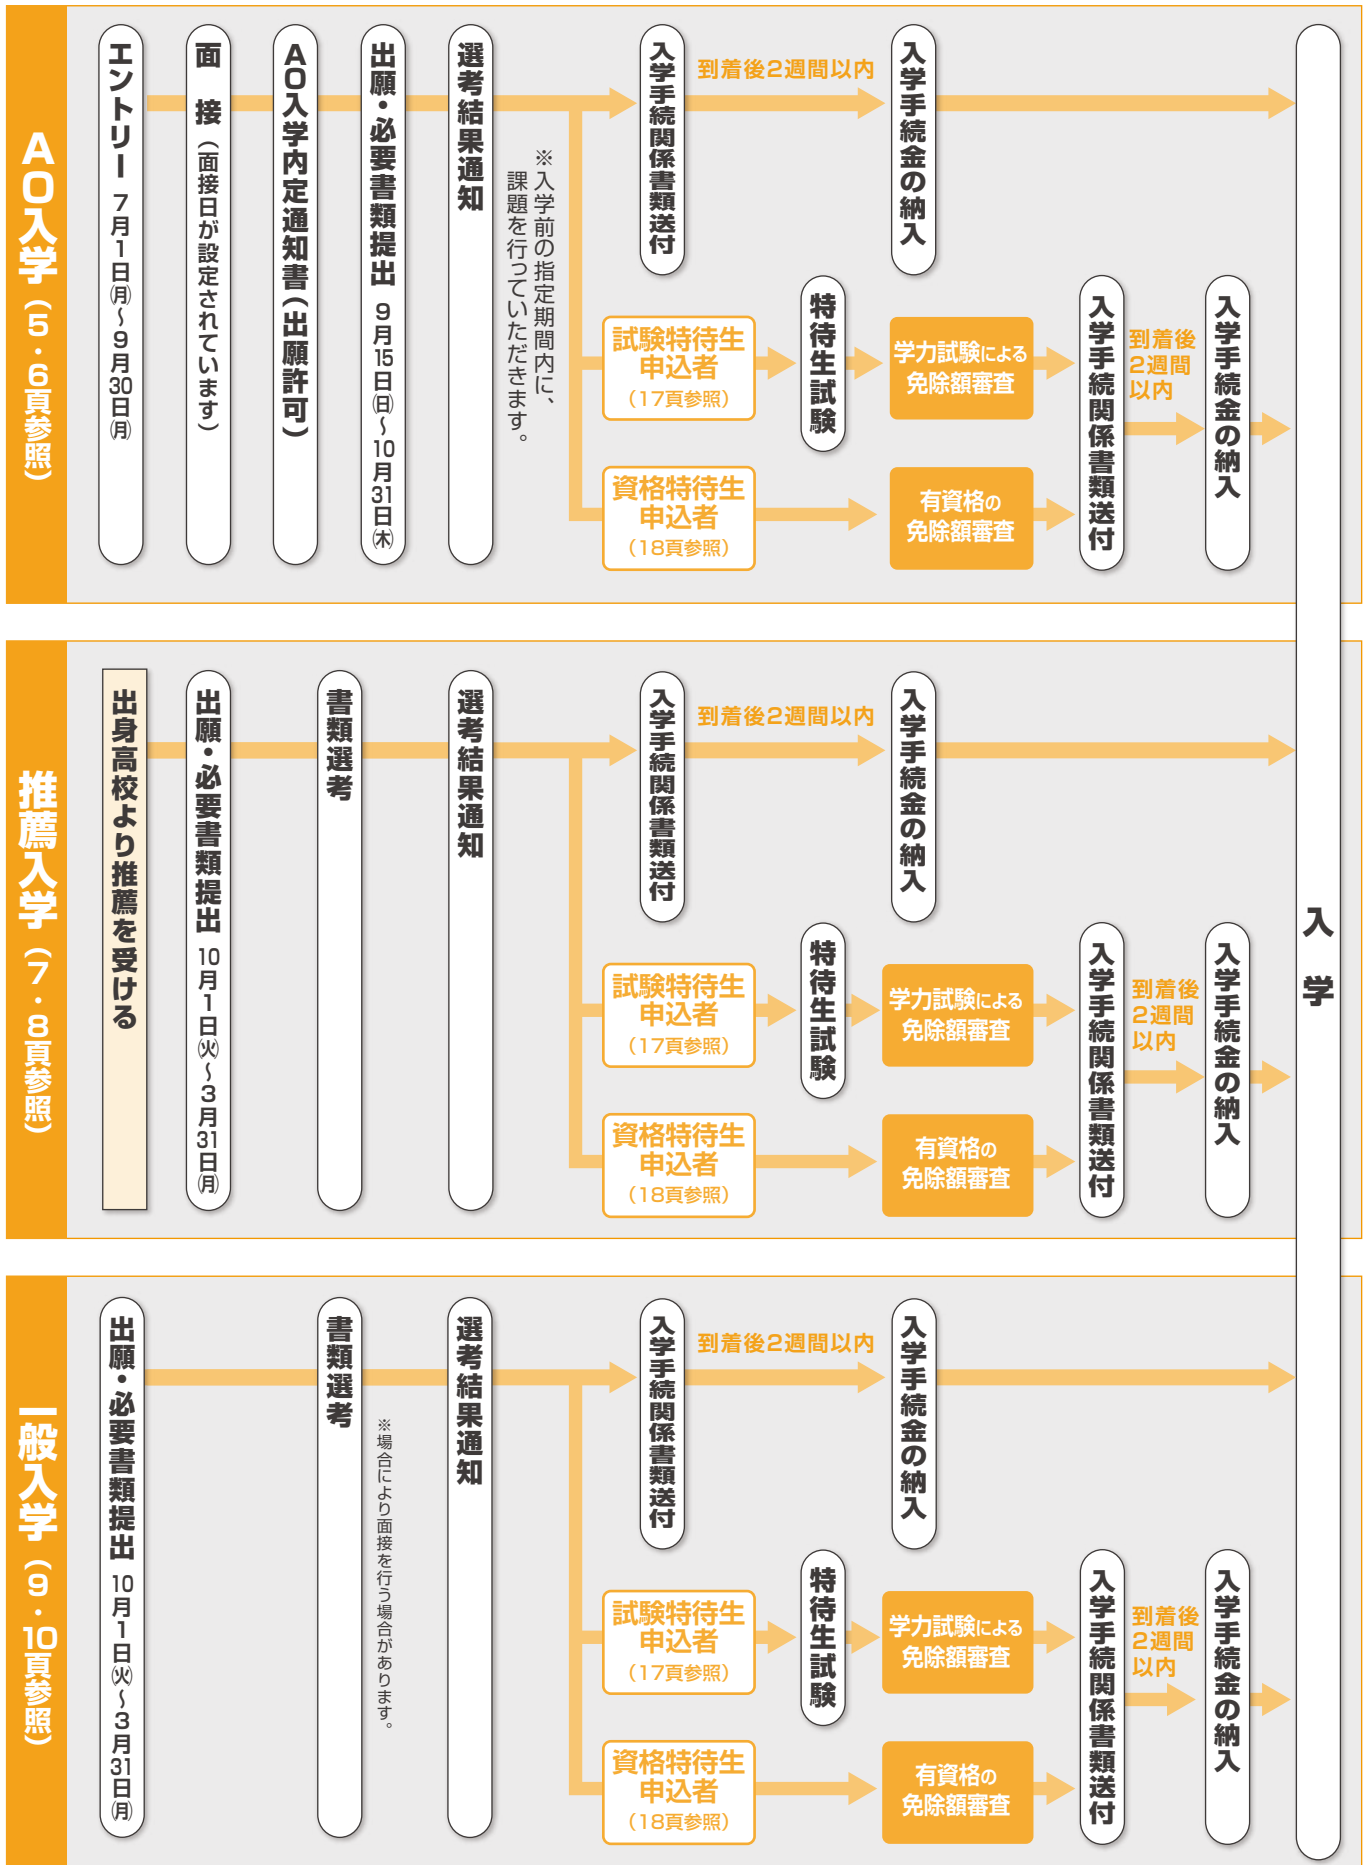 AO入学（5・6頁参照）
エントリー 7月1日㈪～9月30日㈪
面接（面接日が設定されています）
AO入学内定通知書（出願許可）
出願・必要書類提出 9月15日㈰～10月31日㈭
選考結果通知
※入学前の指定期間内に、
課題を行っていただきます。
入学手続関係書類送付
到着後2週間以内
入学手続金の納入
試験特待生
申込者
（17頁参照）
特待生試験
学力試験による
免除額審査
資格特待生
申込者
（18頁参照）
有資格の
免除額審査
入学手続関係書類送付
到着後
2週間
以内
入学手続金の納入
入学
推薦入学（7・8頁参照）
出身高校より推薦を受ける
出願・必要書類提出 10月1日㈫～3月31日㈪
書類選考
選考結果通知
入学手続関係書類送付
到着後2週間以内
入学手続金の納入
試験特待生
申込者
（17頁参照）
特待生試験
学力試験による
免除額審査
資格特待生
申込者
（18頁参照）
有資格の
免除額審査
入学手続関係書類送付
到着後
2週間
以内
入学手続金の納入
一般入学（9・10頁参照）
出願・必要書類提出 10月1日㈫～3月31日㈪
書類選考
※場合により面接を行う場合があります。
選考結果通知
入学手続関係書類送付
到着後2週間以内
入学手続金の納入
試験特待生
申込者
（17頁参照）
特待生試験
学力試験による
免除額審査
資格特待生
申込者
（18頁参照）
有資格の
免除額審査
入学手続関係書類送付
到着後
2週間
以内
入学手続金の納入